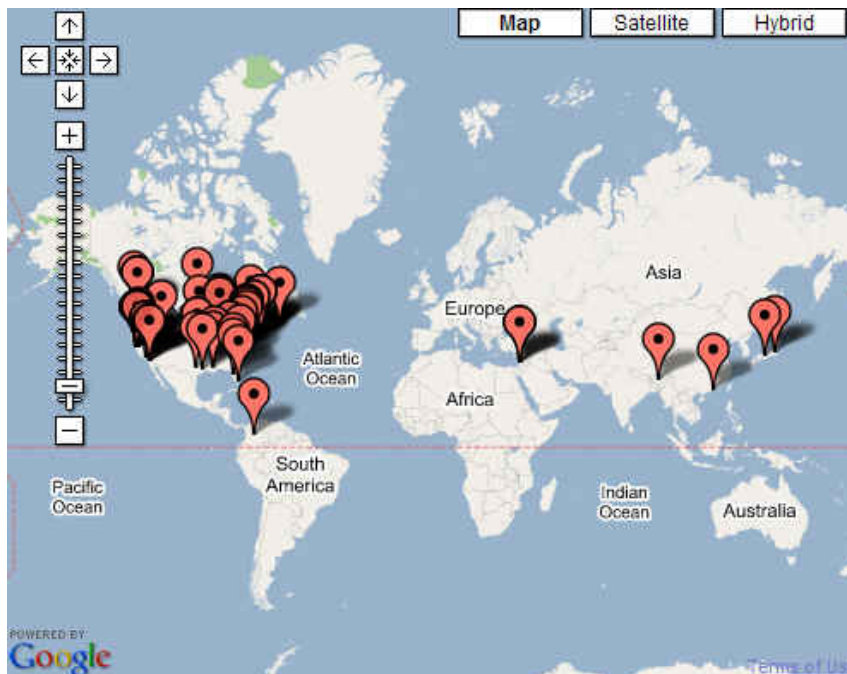 Map
Satellite
Hybrid
Asia
Europe
Atlantic
Ocean
Africa
South
America
Pacific
Ocean
Indian
Ocean
Australia
POWERED BY
Google
Terms of Us